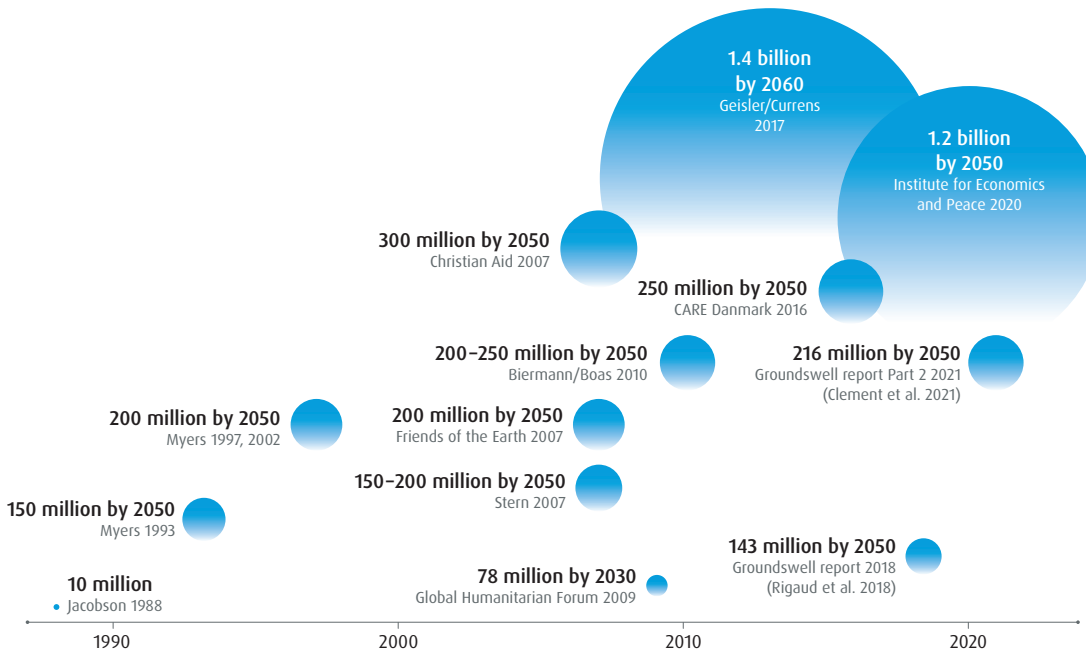 1.4 billion
by 2060
Geisler/Currens
2017
1.2 billion
by 2050
Institute for Economics
and Peace 2020
300 million by 2050
Christian Aid 2007
250 million by 2050
CARE Danmark 2016
200–250 million by 2050
Biermann/Boas 2010
216 million by 2050
Groundswell report Part 2 2021
(Clement et al. 2021)
200 million by 2050
Myers 1997, 2002
200 million by 2050
Friends of the Earth 2007
150–200 million by 2050
Stern 2007
150 million by 2050
Myers 1993
143 million by 2050
Groundswell report 2018
(Rigaud et al. 2018)
10 million
Jacobson 1988
78 million by 2030
Global Humanitarian Forum 2009
1990
2000
2010
2020